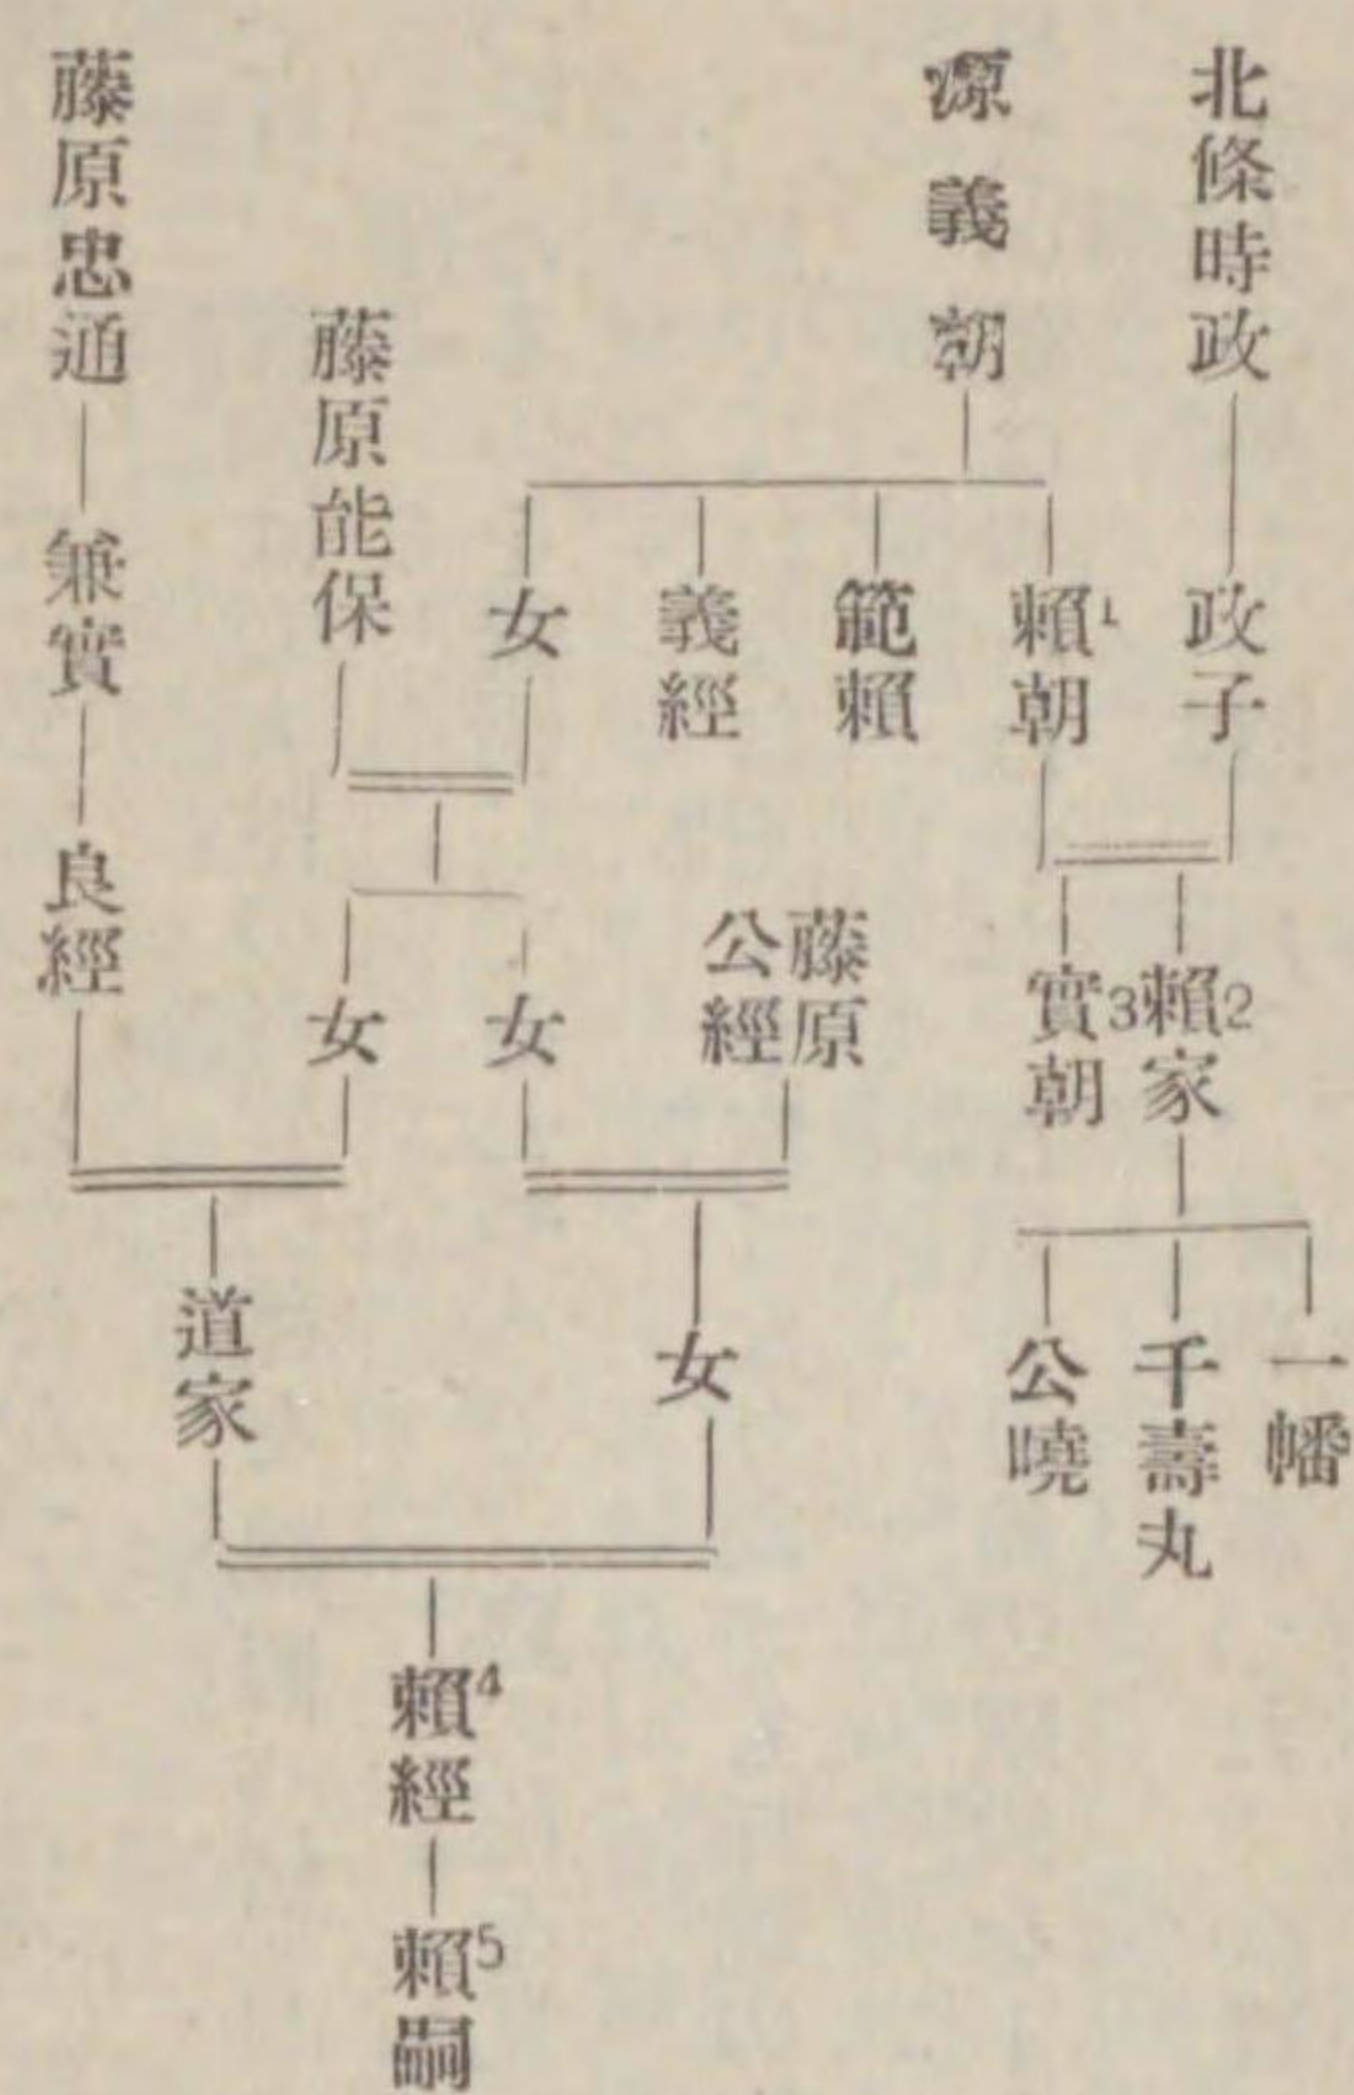 北條時政
政子
源義朝
賴朝1
範賴
義經
女
賴家2
實朝3
一幡
千壽丸
公曉
藤原能保
藤原
公經
女
女
女
藤原忠通
兼實
良經
道家
賴經4
賴嗣5